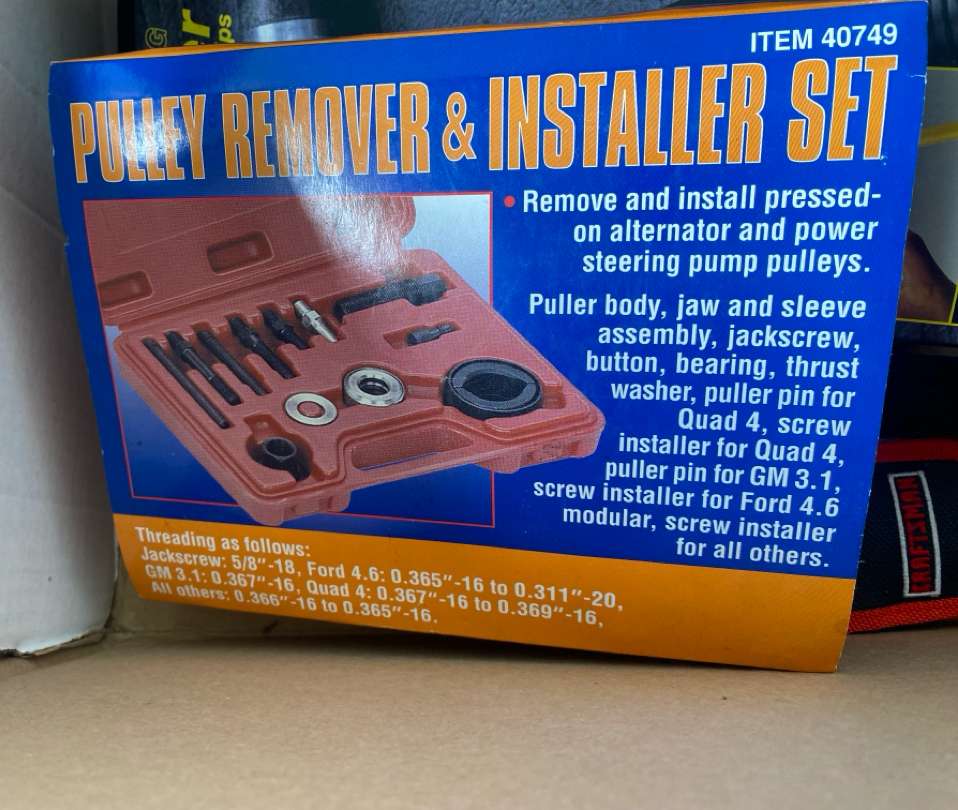 ps
ITEM 40749
PULLEY REMOVER & INSTALLER SET
• Remove and install pressed-
on alternator and power
steering pump pulleys.
Puller body, jaw and sleeve
assembly, jackscrew,
button, bearing, thrust
washer, puller pin for
Quad 4, screw
installer for Quad 4,
puller pin for GM 3.1,
screw installer for Ford 4.6
modular, screw installer
for all others.
Threading as follows:
Jackscrew: 5/8"-18, Ford 4.6: 0.365"-16 to 0.311"-20,
GM 3.1: 0.367"-16, Quad 4: 0.367"-16 to 0.369"-16,
All others: 0.366"-16 to 0.365"-16.
CRAFTSMAN